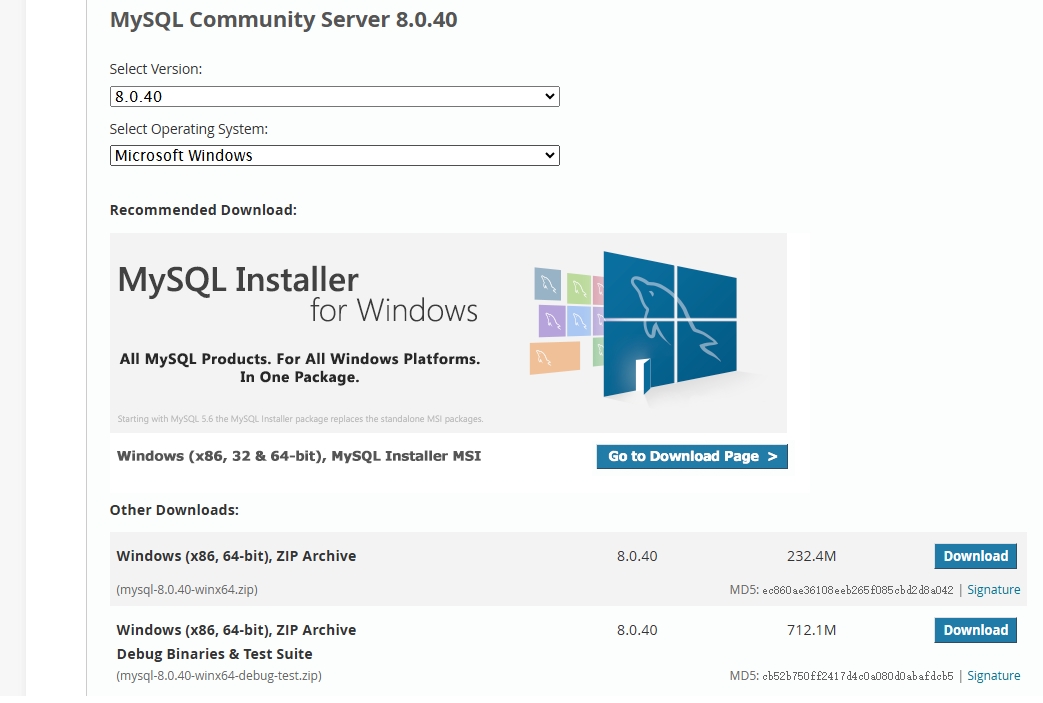 MySQL Community Server 8.0.40
Select Version:
8.0.40
Select Operating System:
Microsoft Windows
Recommended Download:
MySQL Installer
for Windows
All MySQL Products. For All Windows Platforms.
In One Package.
Starting with MySQL 5.6 the MySQL Installer package replaces the standalone MSI packages.
Windows (x86, 32 & 64-bit), MySQL Installer MSI
Go to Download Page >
Other Downloads:
Windows (x86, 64-bit), ZIP Archive 8.0.40 232.4M Download
(mysql-8.0.40-winx64.zip) MD5: ec860ae36108eeb265f085cbd2d8a042 | Signature
Windows (x86, 64-bit), ZIP Archive 8.0.40 712.1M Download
Debug Binaries & Test Suite
(mysql-8.0.40-winx64-debug-test.zip) MD5: cb52b750ff2417d4c0a080d0abafdcb5 | Signature